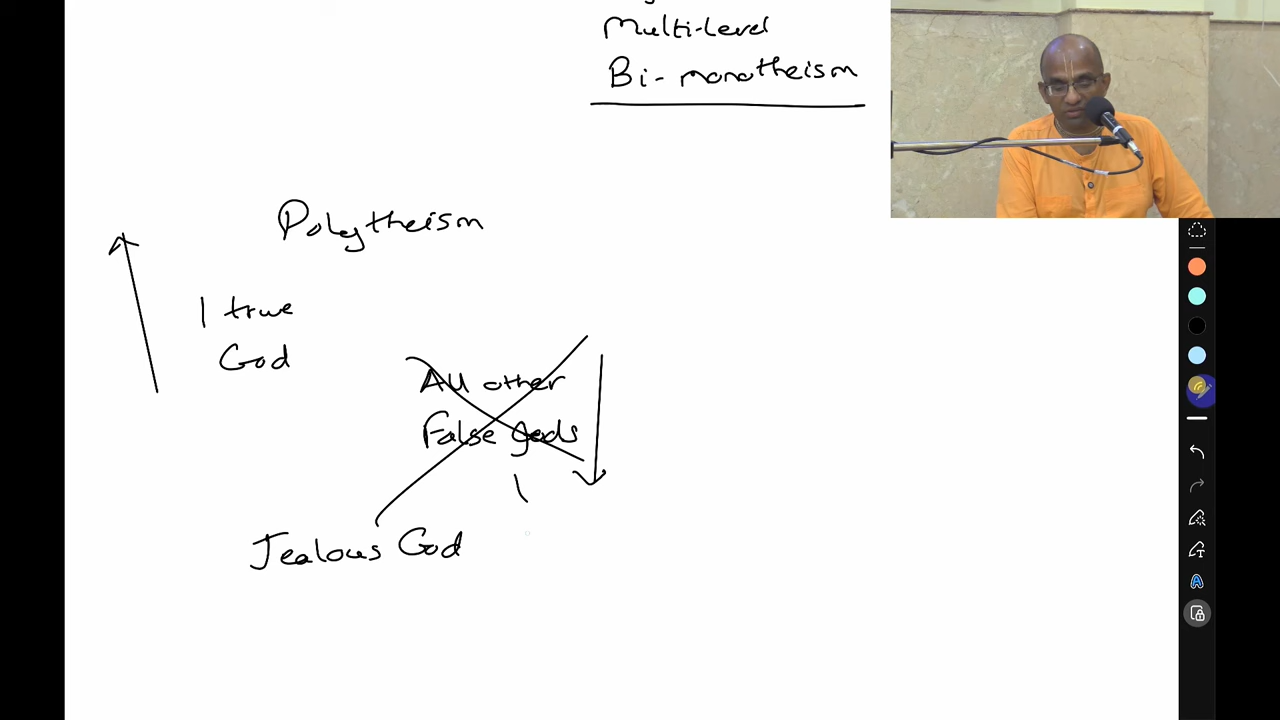 Multi-level
Bi-monotheism
Polytheism
1 true
God
All other
False gods
Jealous God